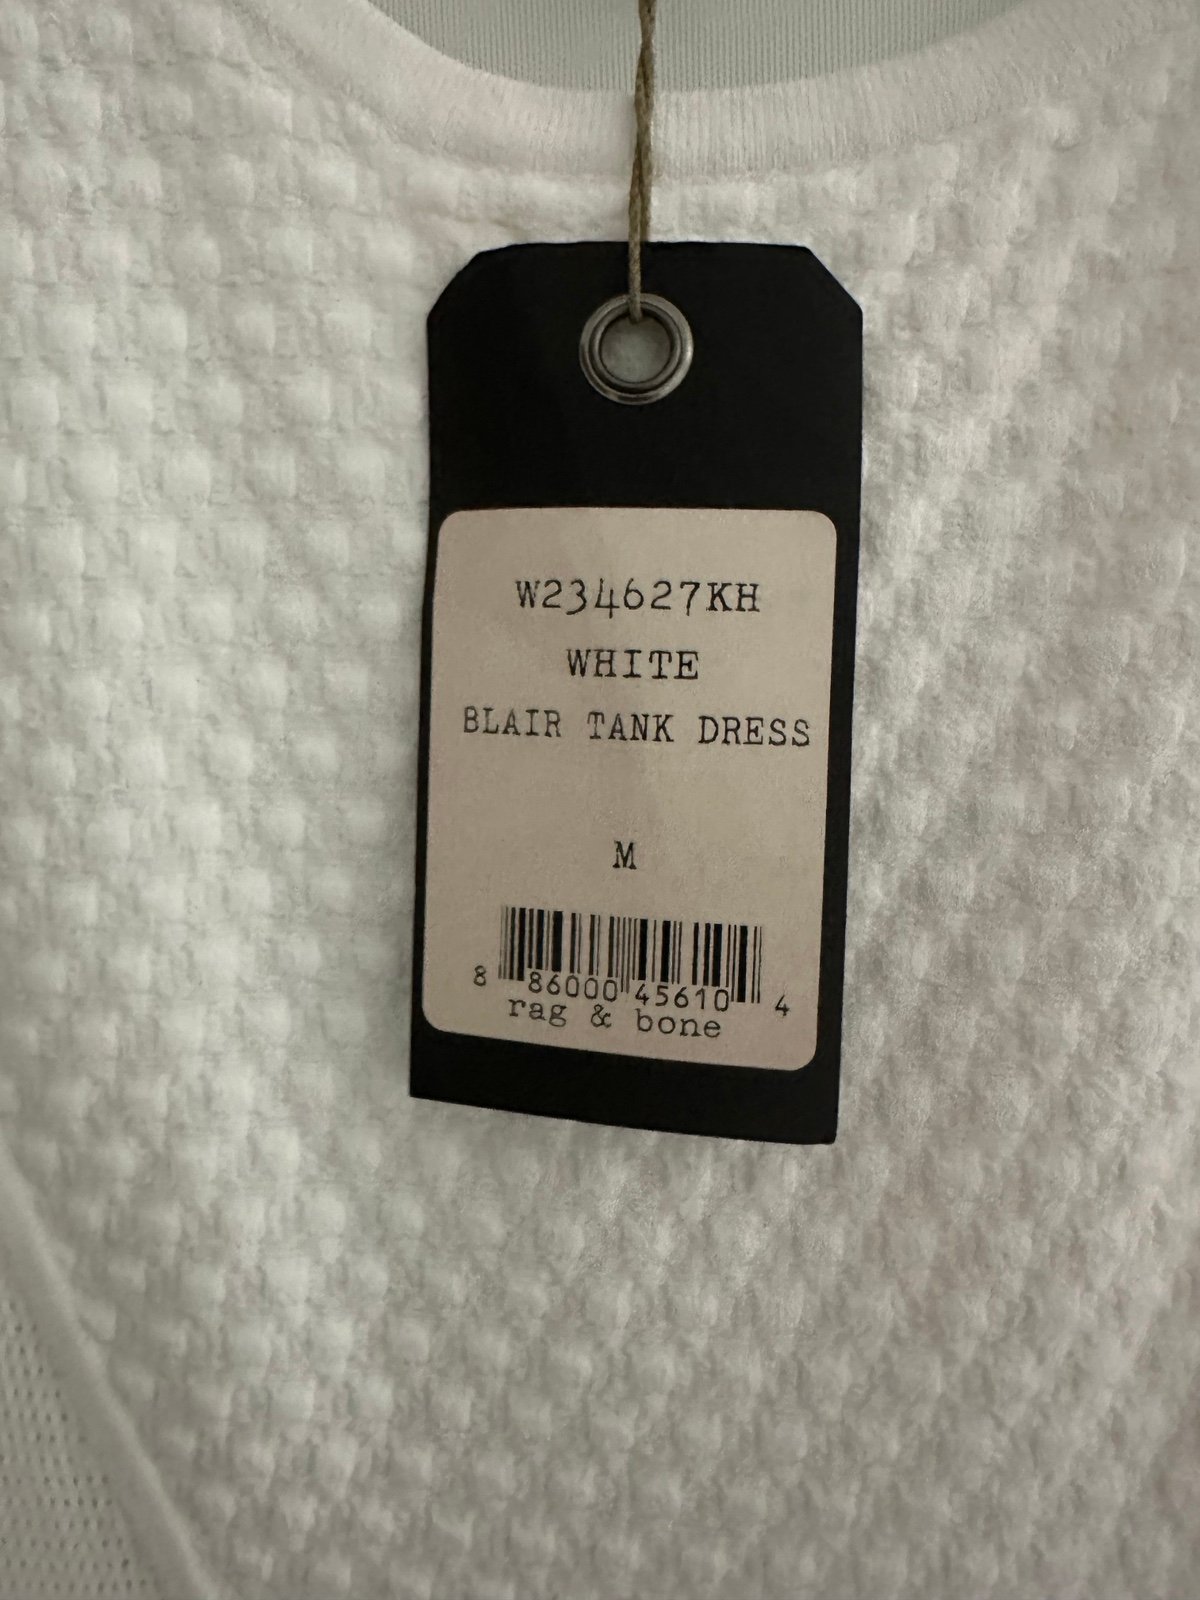 W234627KH
WHITE
BLAIR TANK DRESS
M
8 86000 45610 4
rag & bone